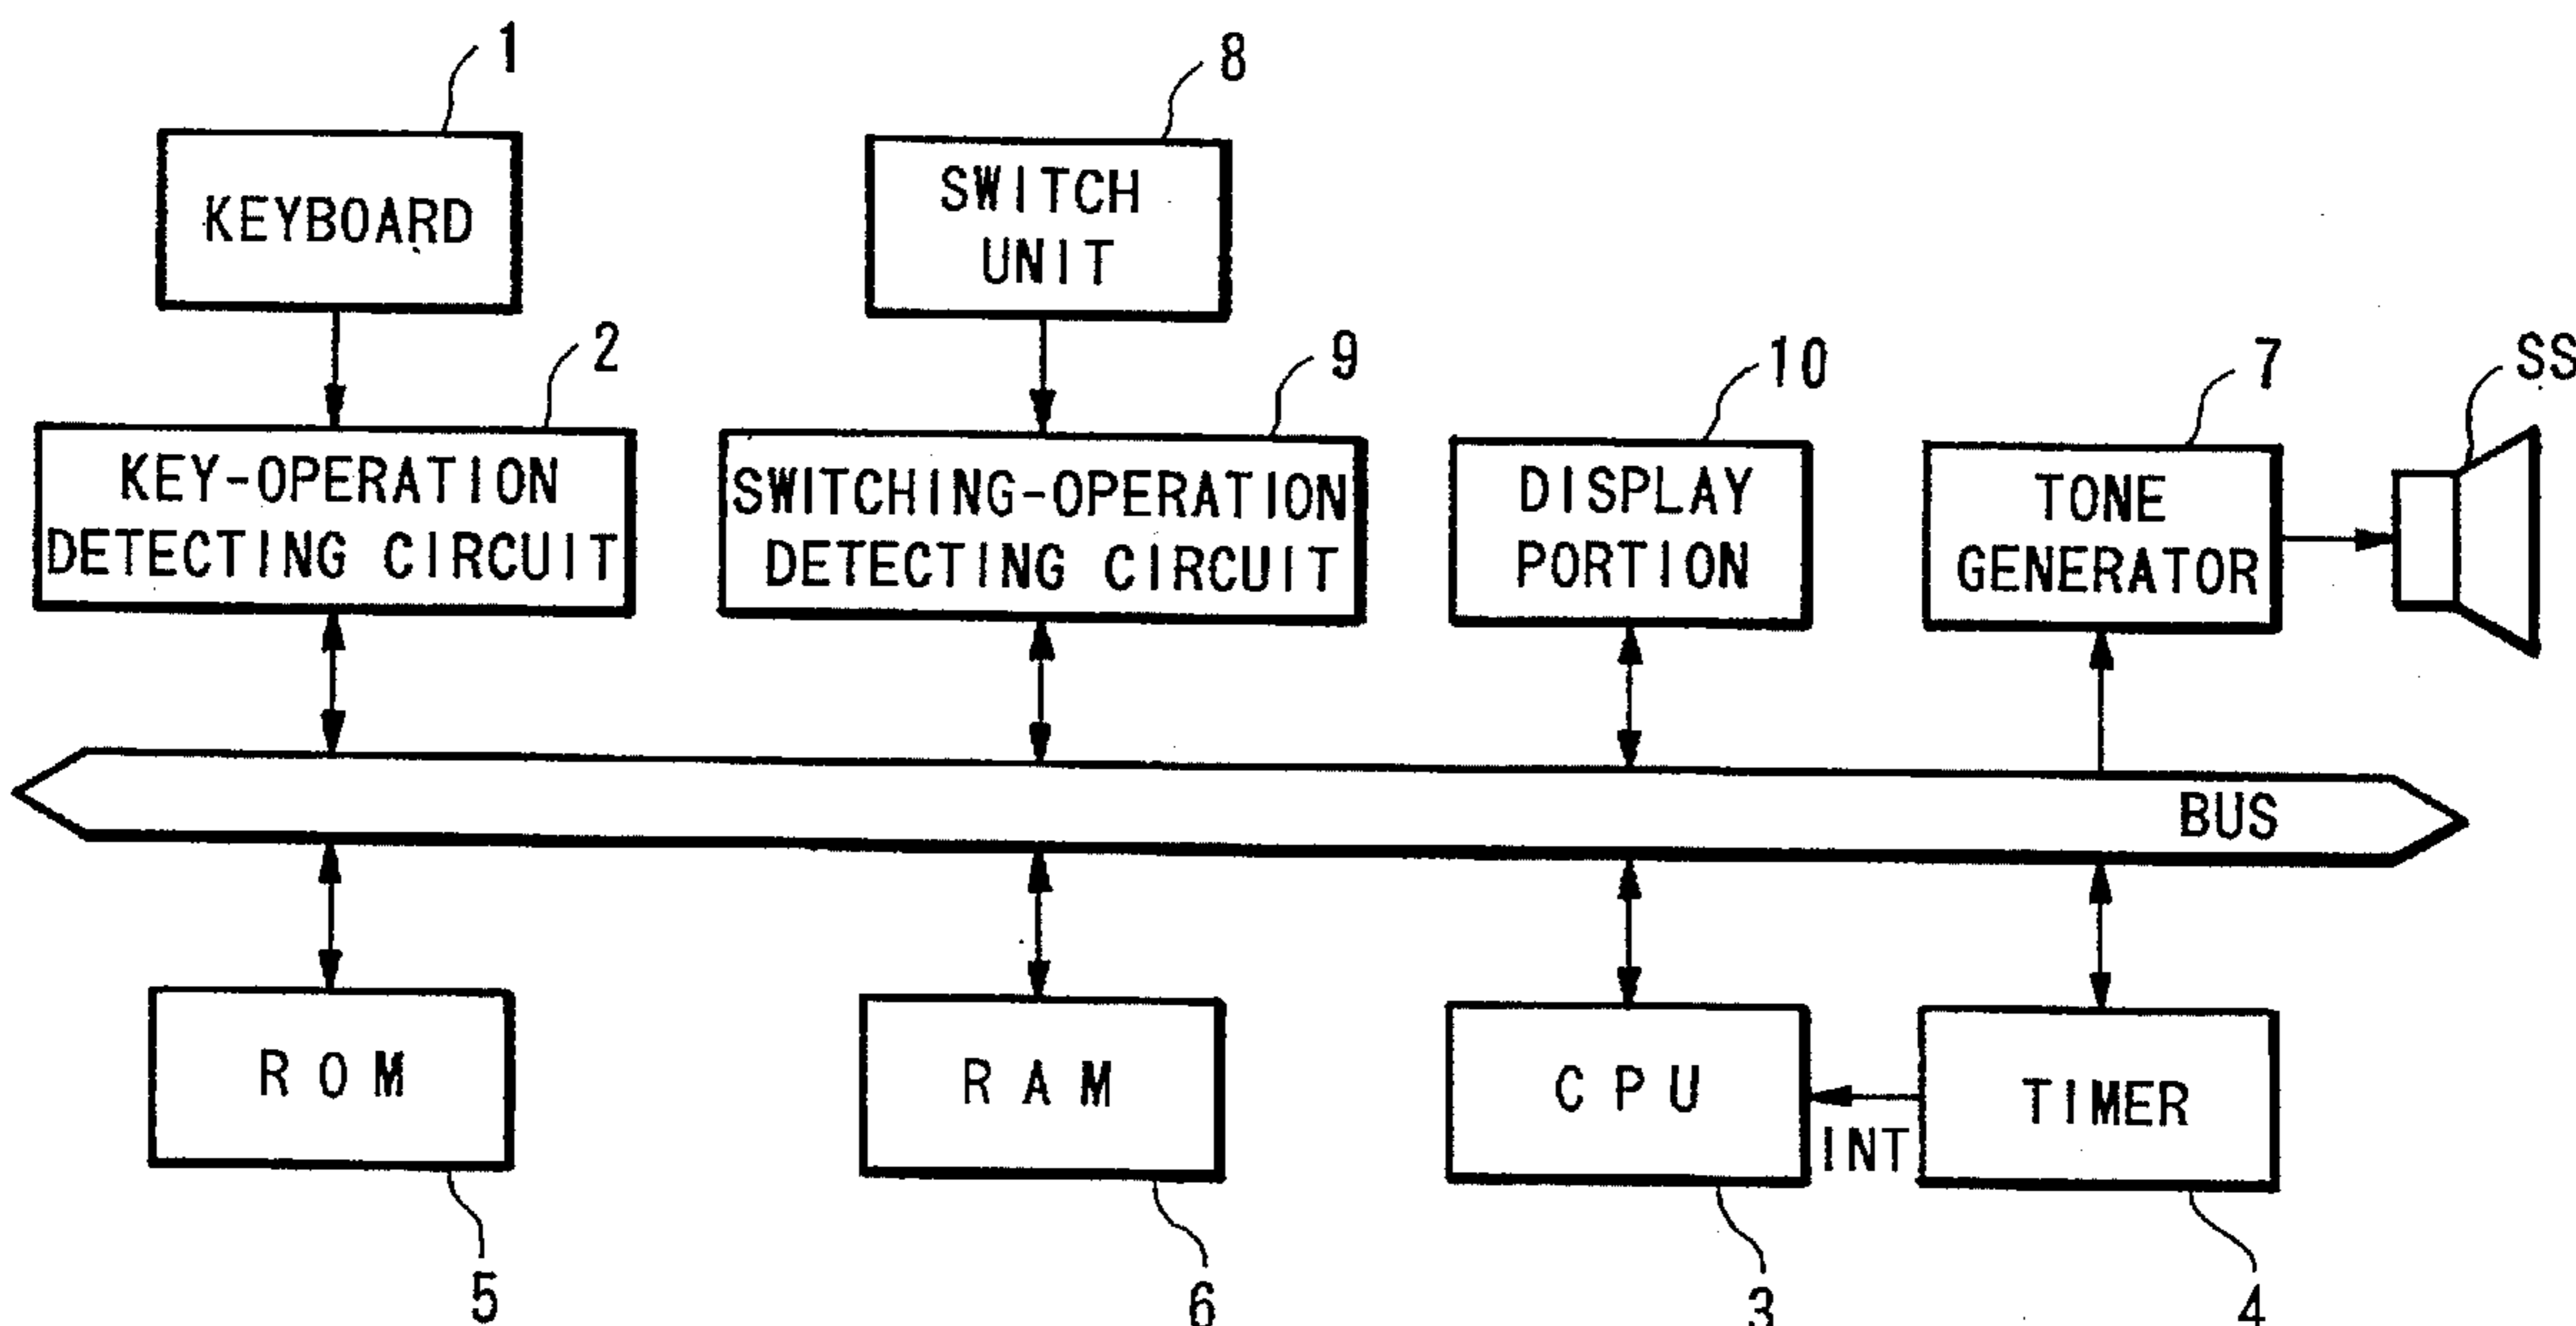 1
8
KEYBOARD
SWITCH
UNIT
2
9
10
7
SS
KEY-OPERATION
DETECTING CIRCUIT
SWITCHING-OPERATION
DETECTING CIRCUIT
DISPLAY
PORTION
TONE
GENERATOR
BUS
ROM
RAM
CPU
INT
TIMER
5
6
3
4